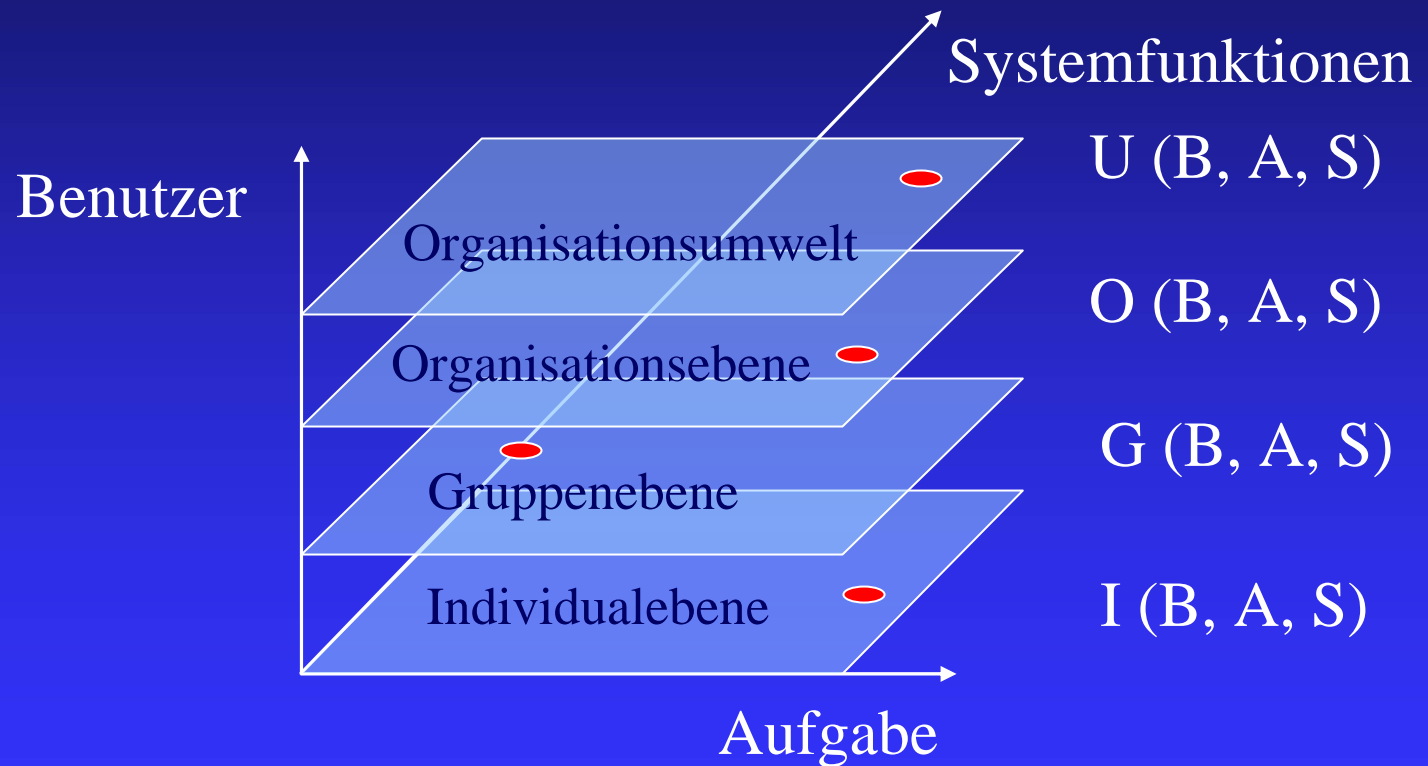 Systemfunktionen
U (B, A, S)
Benutzer
Organisationsumwelt
O (B, A, S)
Organisationsebene
G (B, A, S)
Gruppenebene
I (B, A, S)
Individualebene
Aufgabe